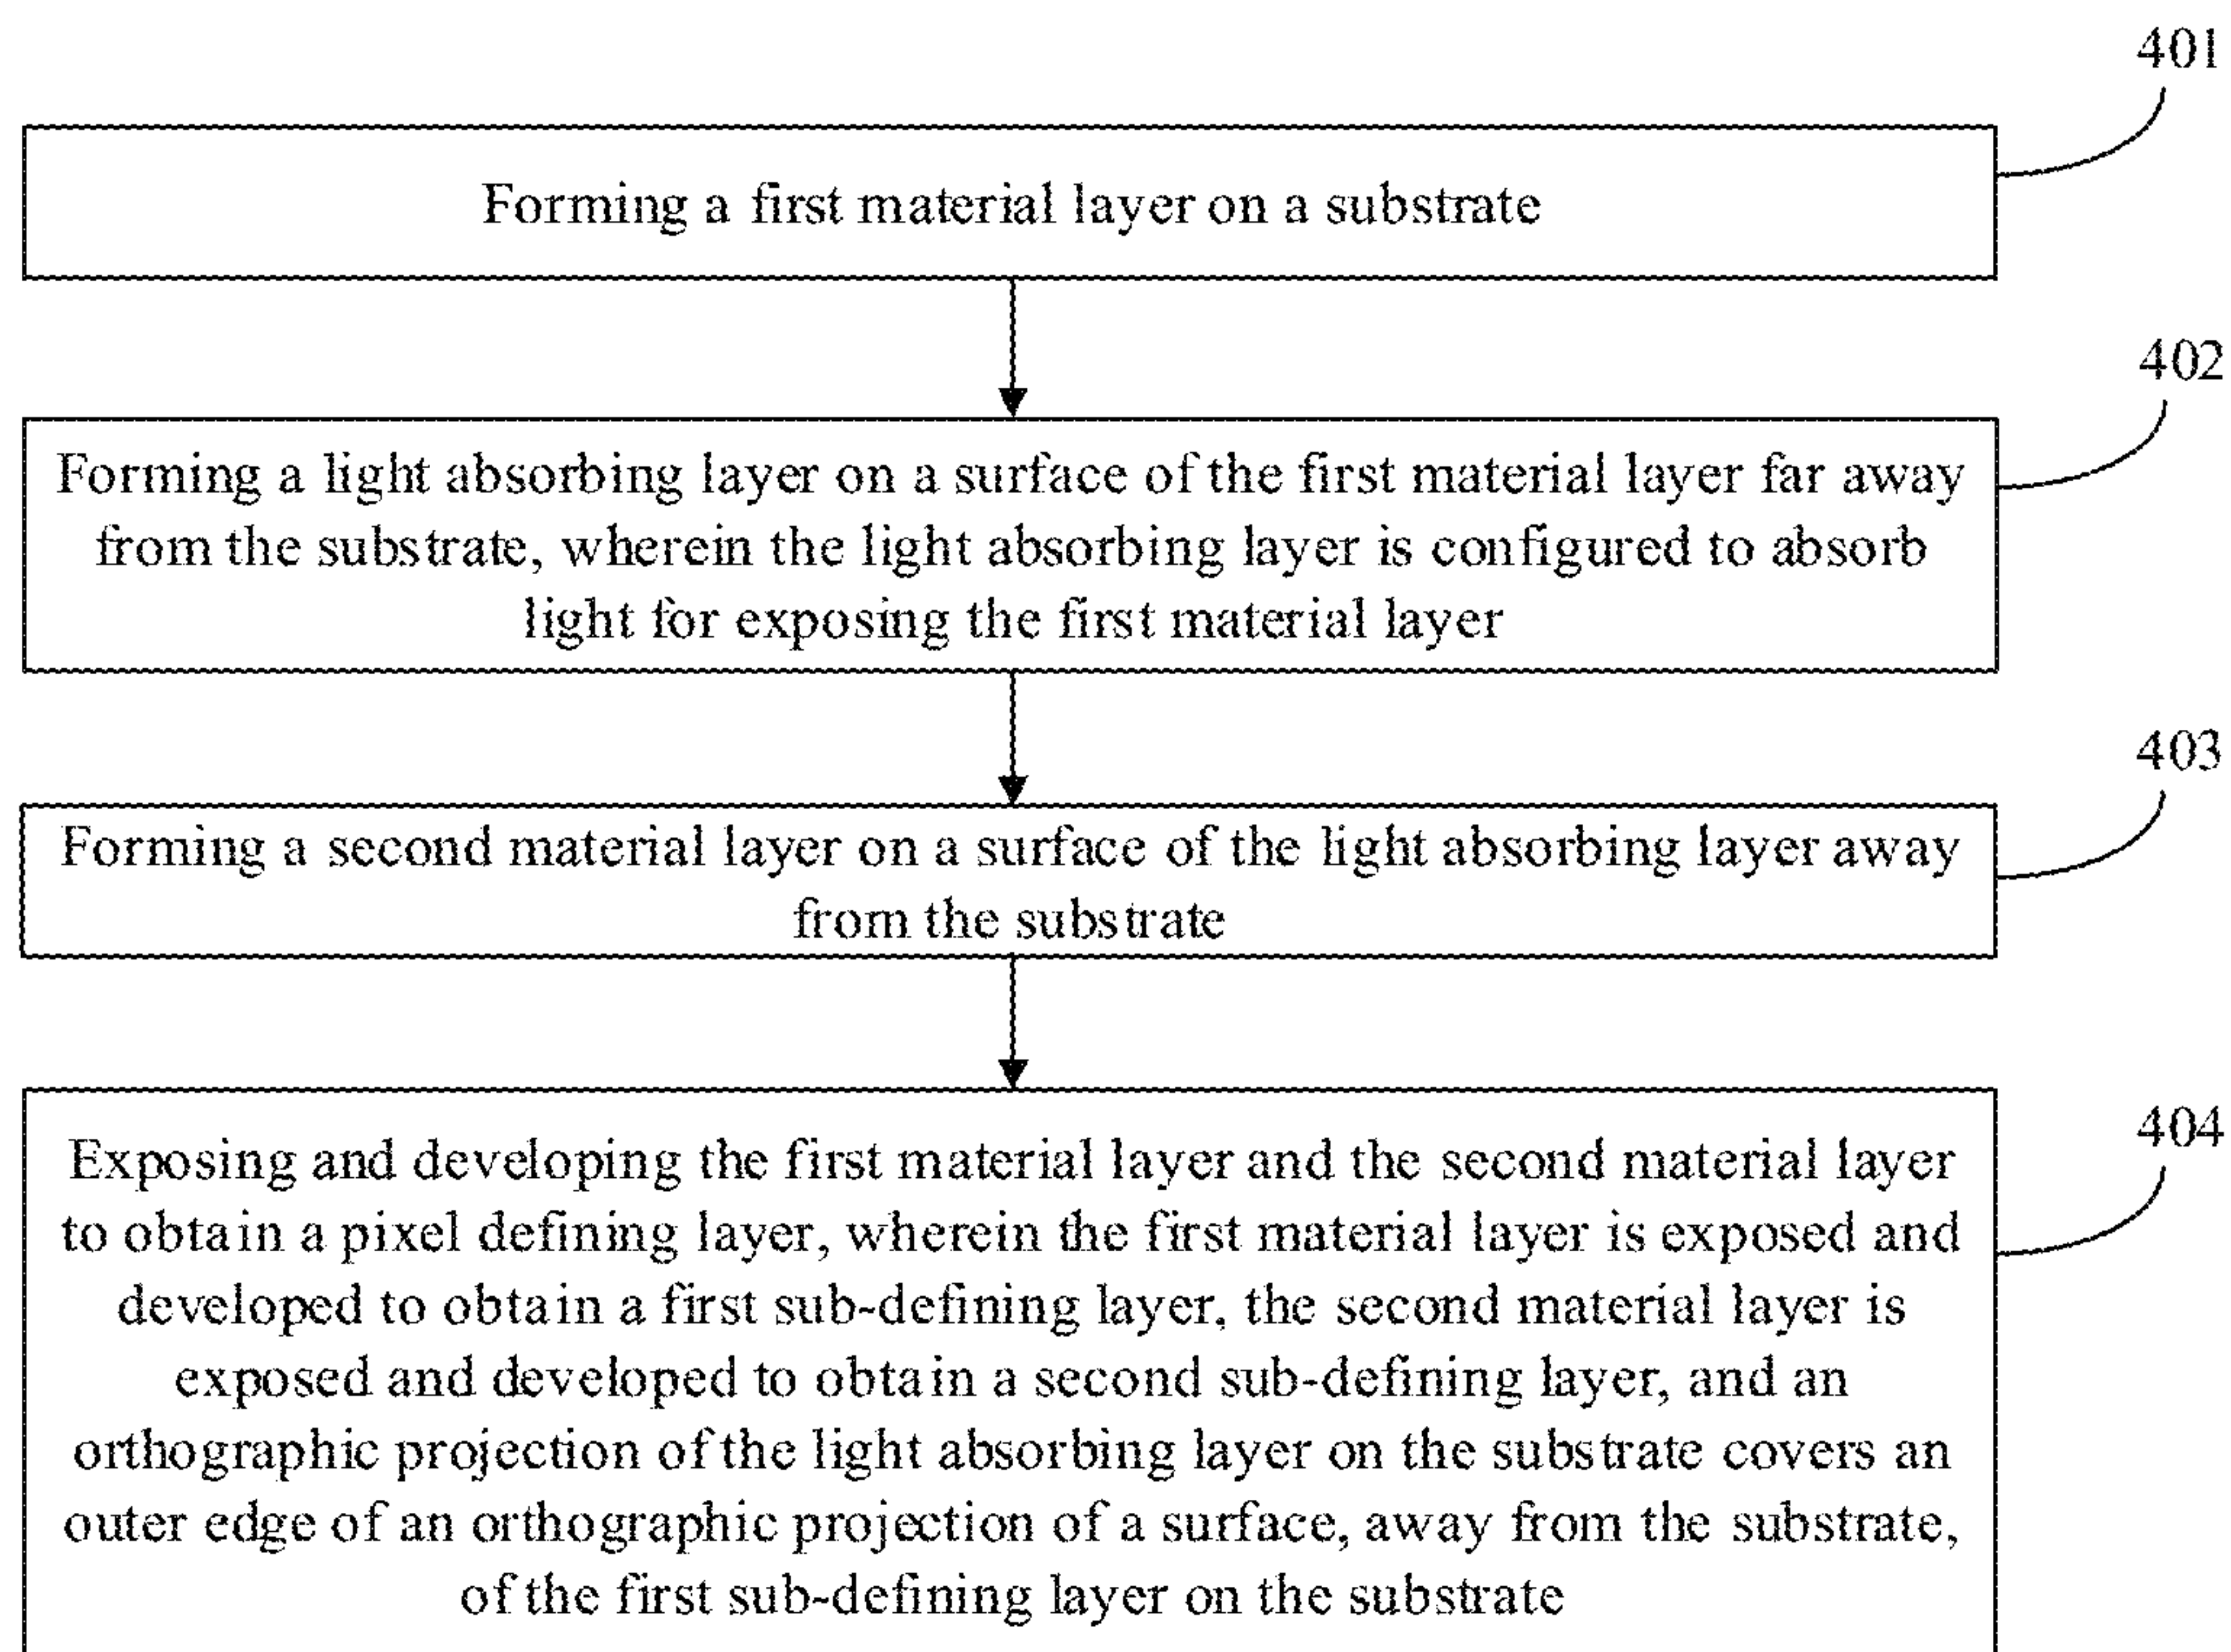 401
Forming a first material layer on a substrate
402
Forming a light absorbing layer on a surface of the first material layer far away
from the substrate, wherein the light absorbing layer is configured to absorb
light for exposing the first material layer
403
Forming a second material layer on a surface of the light absorbing layer away
from the substrate
404
Exposing and developing the first material layer and the second material layer
to obtain a pixel defining layer, wherein the first material layer is exposed and
developed to obtain a first sub-defining layer, the second material layer is
exposed and developed to obtain a second sub-defining layer, and an
orthographic projection of the light absorbing layer on the substrate covers an
outer edge of an orthographic projection of a surface, away from the substrate,
of the first sub-defining layer on the substrate